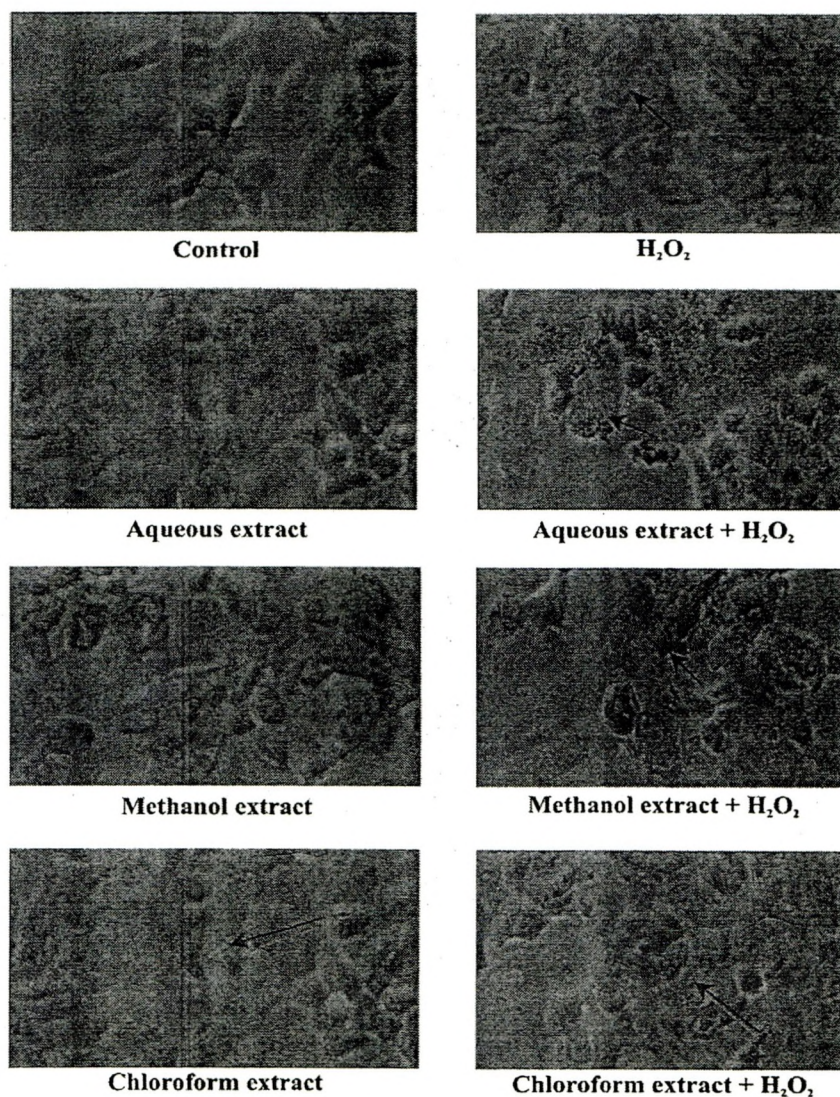 Control
H₂O₂
Aqueous extract
Aqueous extract + H₂O₂
Methanol extract
Methanol extract + H₂O₂
Chloroform extract
Chloroform extract + H₂O₂